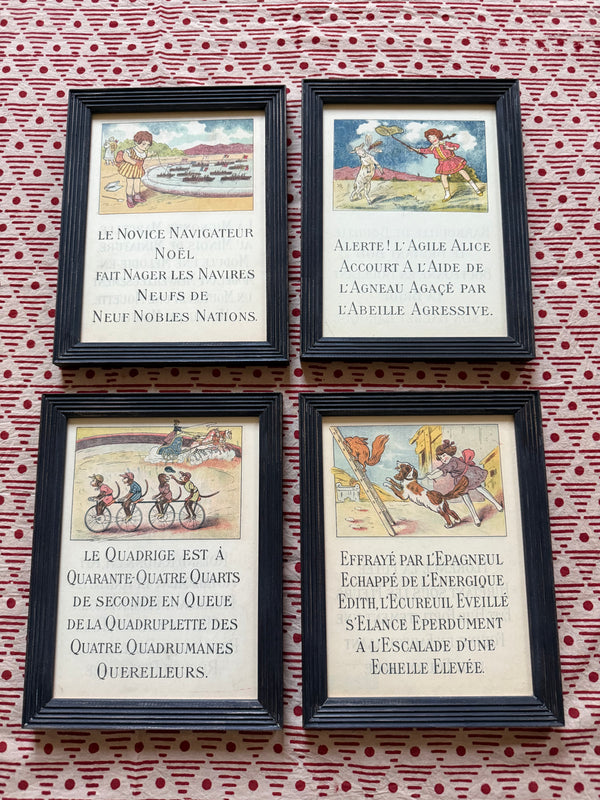 LE NOVICE NAVIGATEUR
NOËL
FAIT NAGER LES NAVIRES
NEUFS DE
NEUF NOBLES NATIONS.
ALERTE! L'AGILE ALICE
ACCOURT A L'AIDE DE
L'AGNEAU AGAÇÉ PAR
L'ABEILLE AGRESSIVE.
LE QUADRIGE EST À
QUARANTE-QUATRE QUARTS
DE SECONDE EN QUEUE
DE LA QUADRUPLETTE DES
QUATRE QUADRUMANES
QUERELLEURS.
EFFRAYÉ PAR L'EPAGNEUL
ECHAPPÉ DE L'ENERGIQUE
EDITH, L'ECUREUIL EVEILLÉ
S'ELANCE EPERDÛMENT
À L'ESCALADE D'UNE
ECHELLE ELEVÉE.